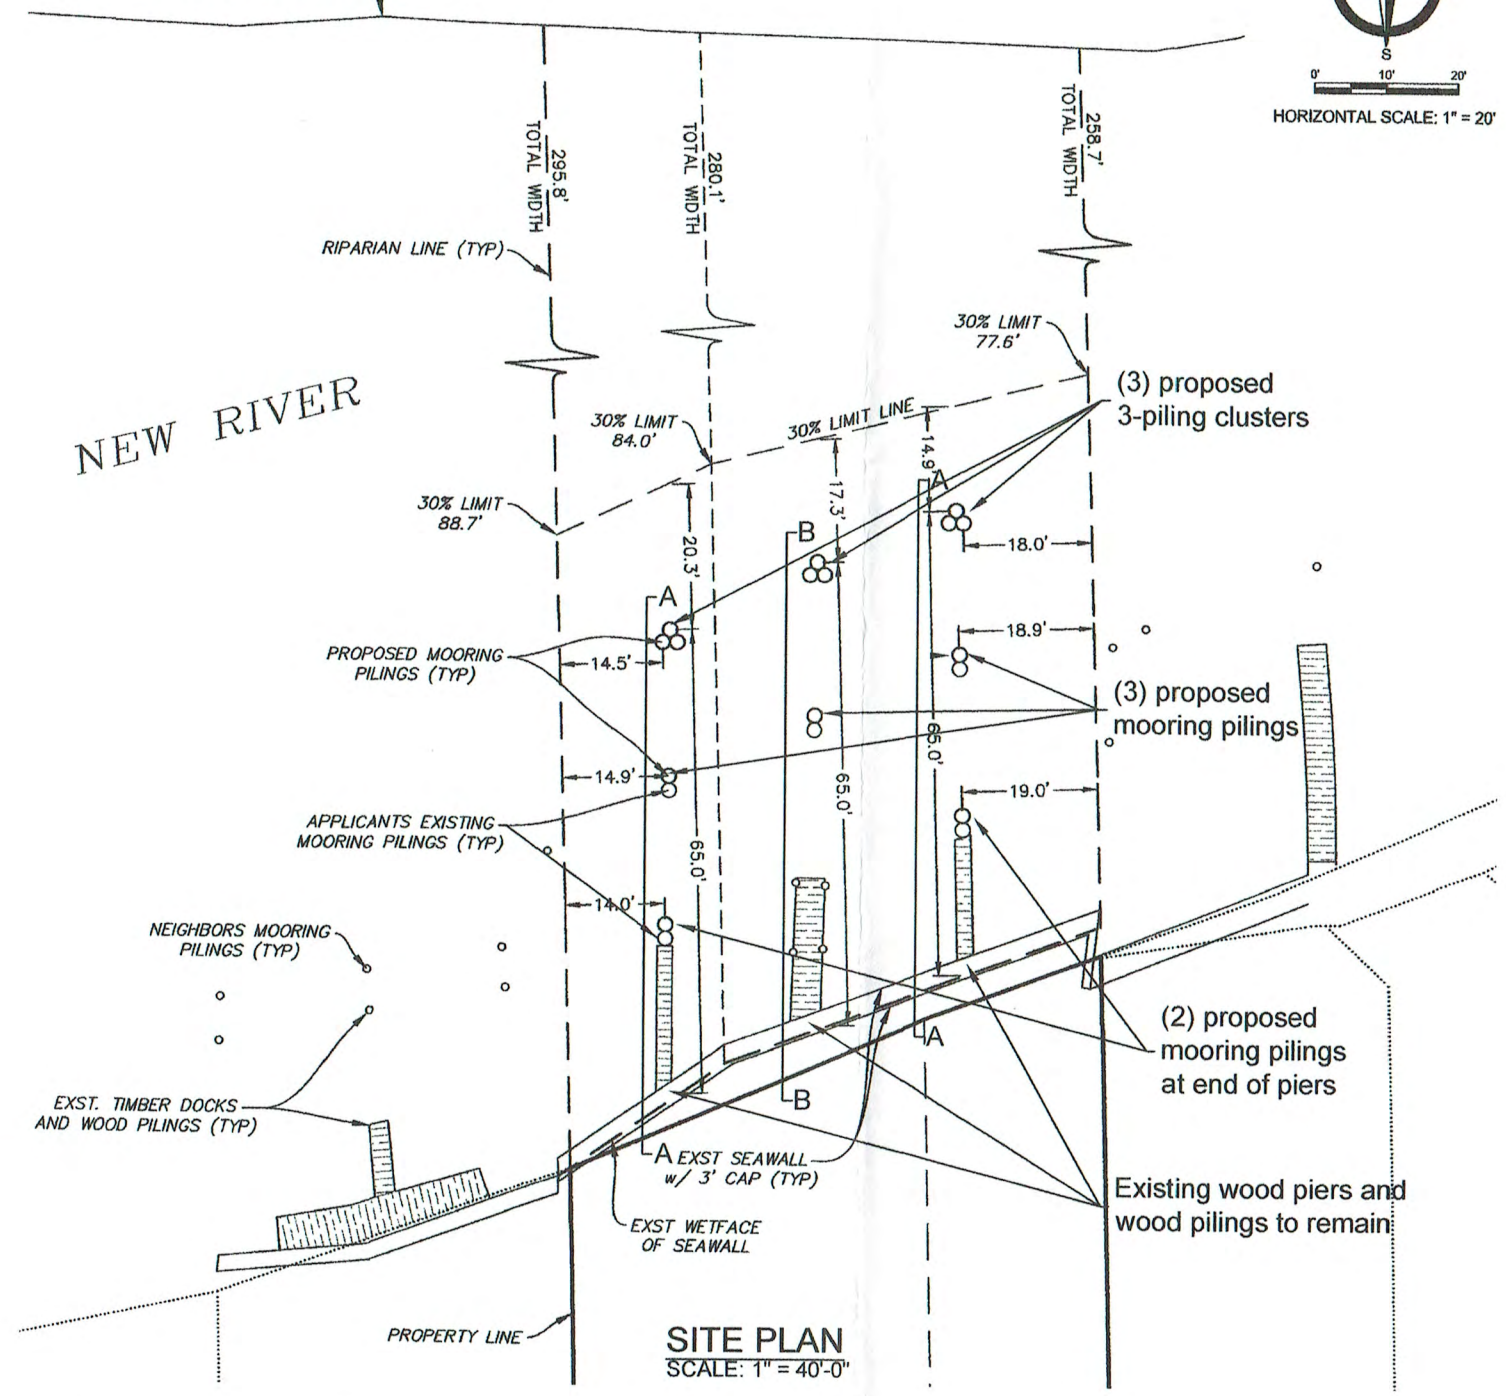 S
0' 10' 20'
HORIZONTAL SCALE: 1" = 20'
295.8'
TOTAL WIDTH
280.1'
TOTAL WIDTH
258.7'
TOTAL WIDTH
RIPARIAN LINE (TYP)
NEW RIVER
30% LIMIT
77.6'
(3) proposed
3-piling clusters
30% LIMIT
84.0'
30% LIMIT LINE
30% LIMIT
88.7'
14.9'
17.3'
20.3'
A
B
A
18.0'
18.9'
14.5'
PROPOSED MOORING
PILINGS (TYP)
(3) proposed
mooring pilings
65.0'
65.0'
65.0'
14.9'
19.0'
APPLICANTS EXISTING
MOORING PILINGS (TYP)
14.0'
NEIGHBORS MOORING
PILINGS (TYP)
(2) proposed
mooring pilings
at end of piers
A
B
A
EXST. TIMBER DOCKS
AND WOOD PILINGS (TYP)
EXST SEAWALL
w/ 3' CAP (TYP)
Existing wood piers and
wood pilings to remain
EXST WETFACE
OF SEAWALL
PROPERTY LINE
SITE PLAN
SCALE: 1" = 40'-0"